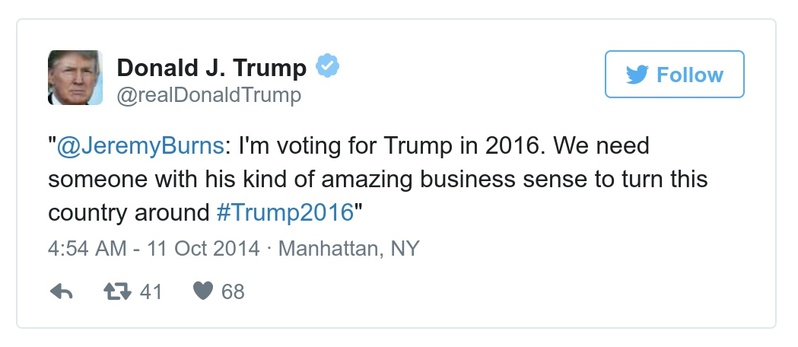 Donald J. Trump
Follow
@realDonaldTrump
"@JeremyBurns: I'm voting for Trump in 2016. We need
someone with his kind of amazing business sense to turn this
country around #Trump2016"
4:54 AM - 11 Oct 2014 · Manhattan, NY
41 68